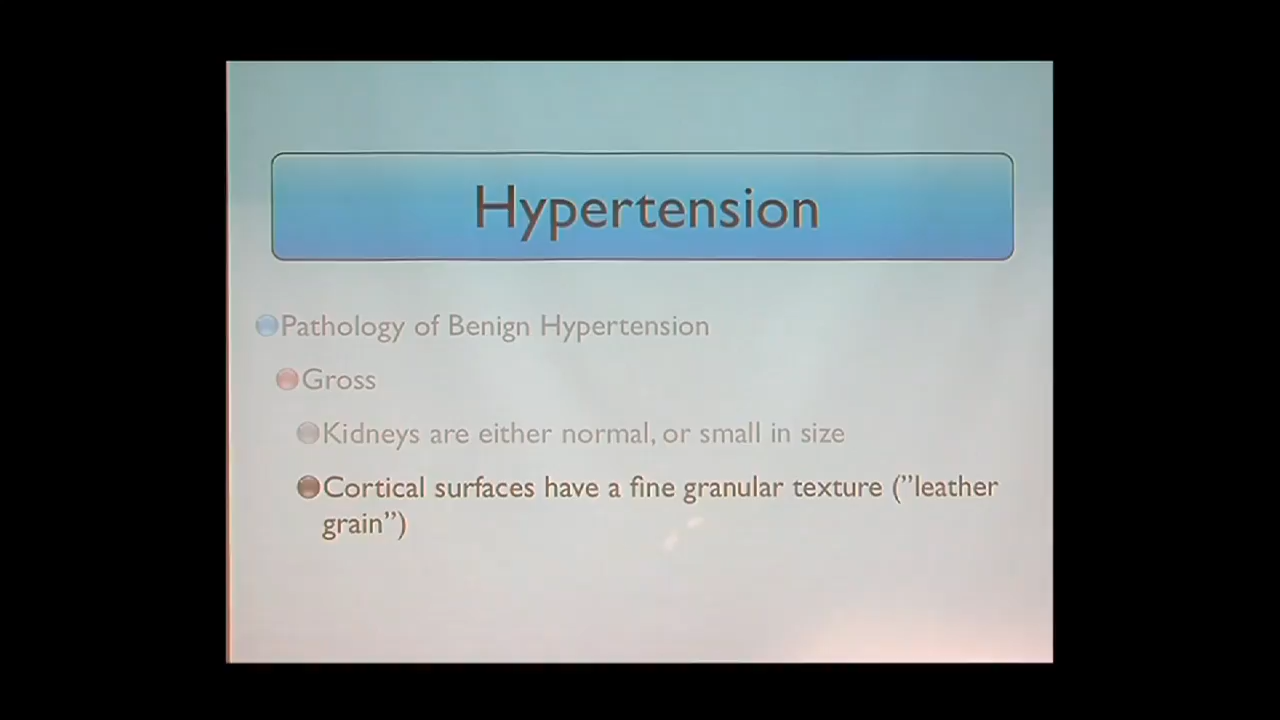 Hypertension
Pathology of Benign Hypertension
Gross
Kidneys are either normal, or small in size
Cortical surfaces have a fine granular texture (”leather
grain”)